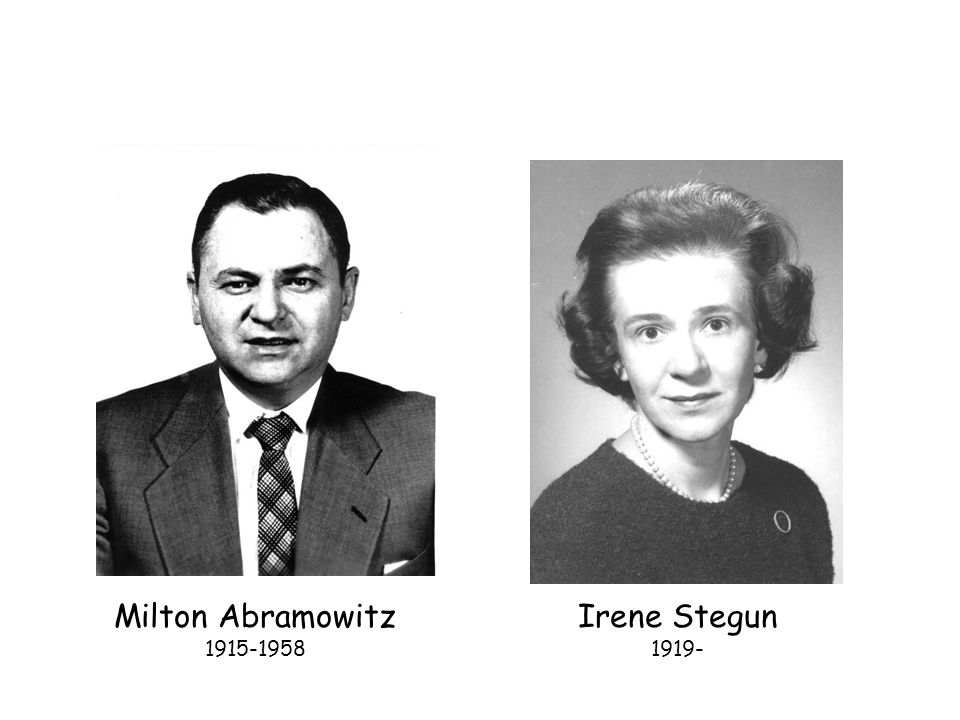 Milton Abramowitz
1915-1958
Irene Stegun
1919-